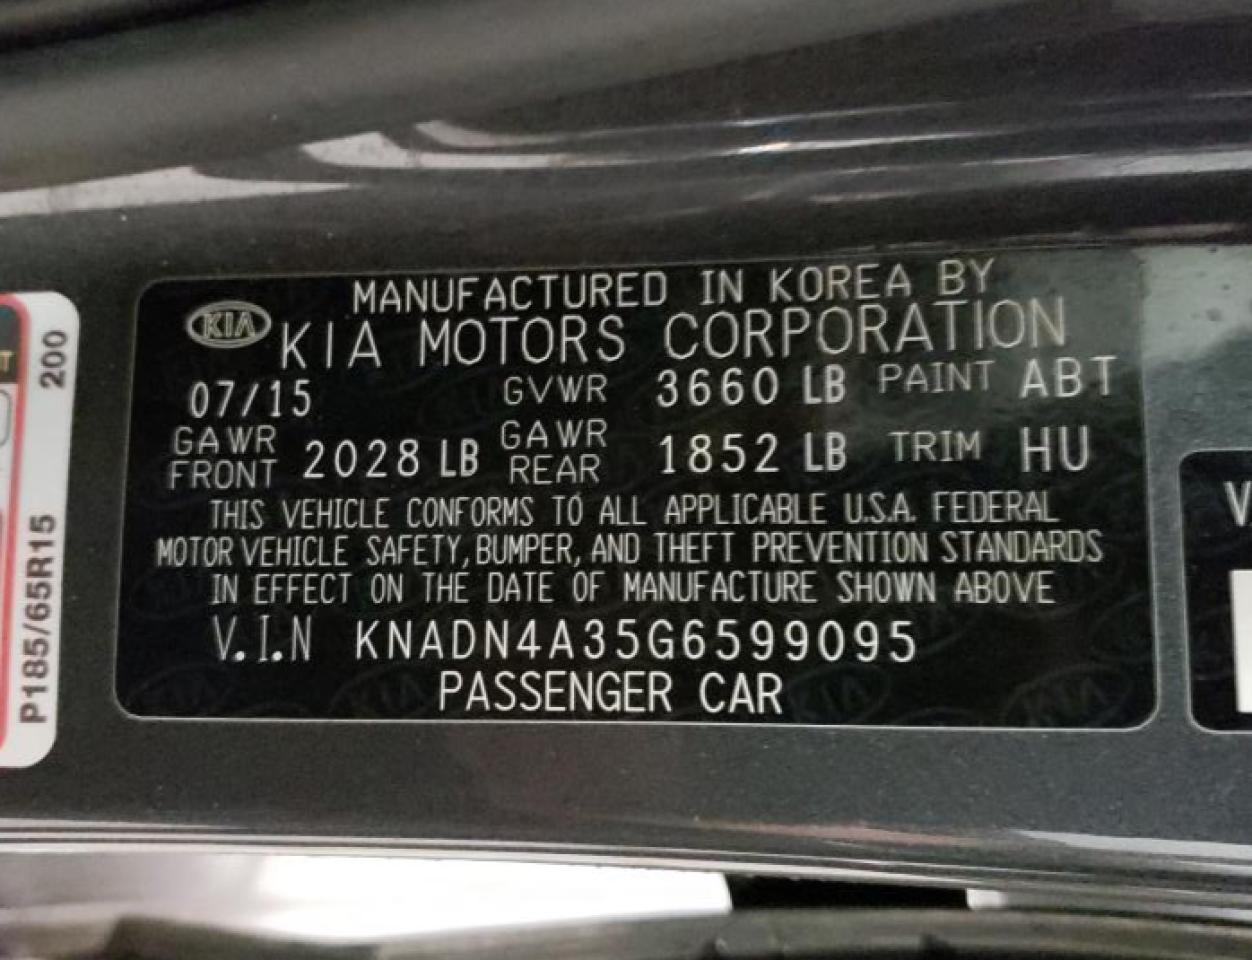 MANUFACTURED IN KOREA BY
KIA
KIA MOTORS CORPORATION
07/15 GVWR 3660 LB PAINT ABT
GAWR FRONT 2028 LB GAWR REAR 1852 LB TRIM HU
THIS VEHICLE CONFORMS TO ALL APPLICABLE U.S.A. FEDERAL
MOTOR VEHICLE SAFETY, BUMPER, AND THEFT PREVENTION STANDARDS
IN EFFECT ON THE DATE OF MANUFACTURE SHOWN ABOVE
V.I.N KNADN4A35G6599095
PASSENGER CAR
P185/65R15 200